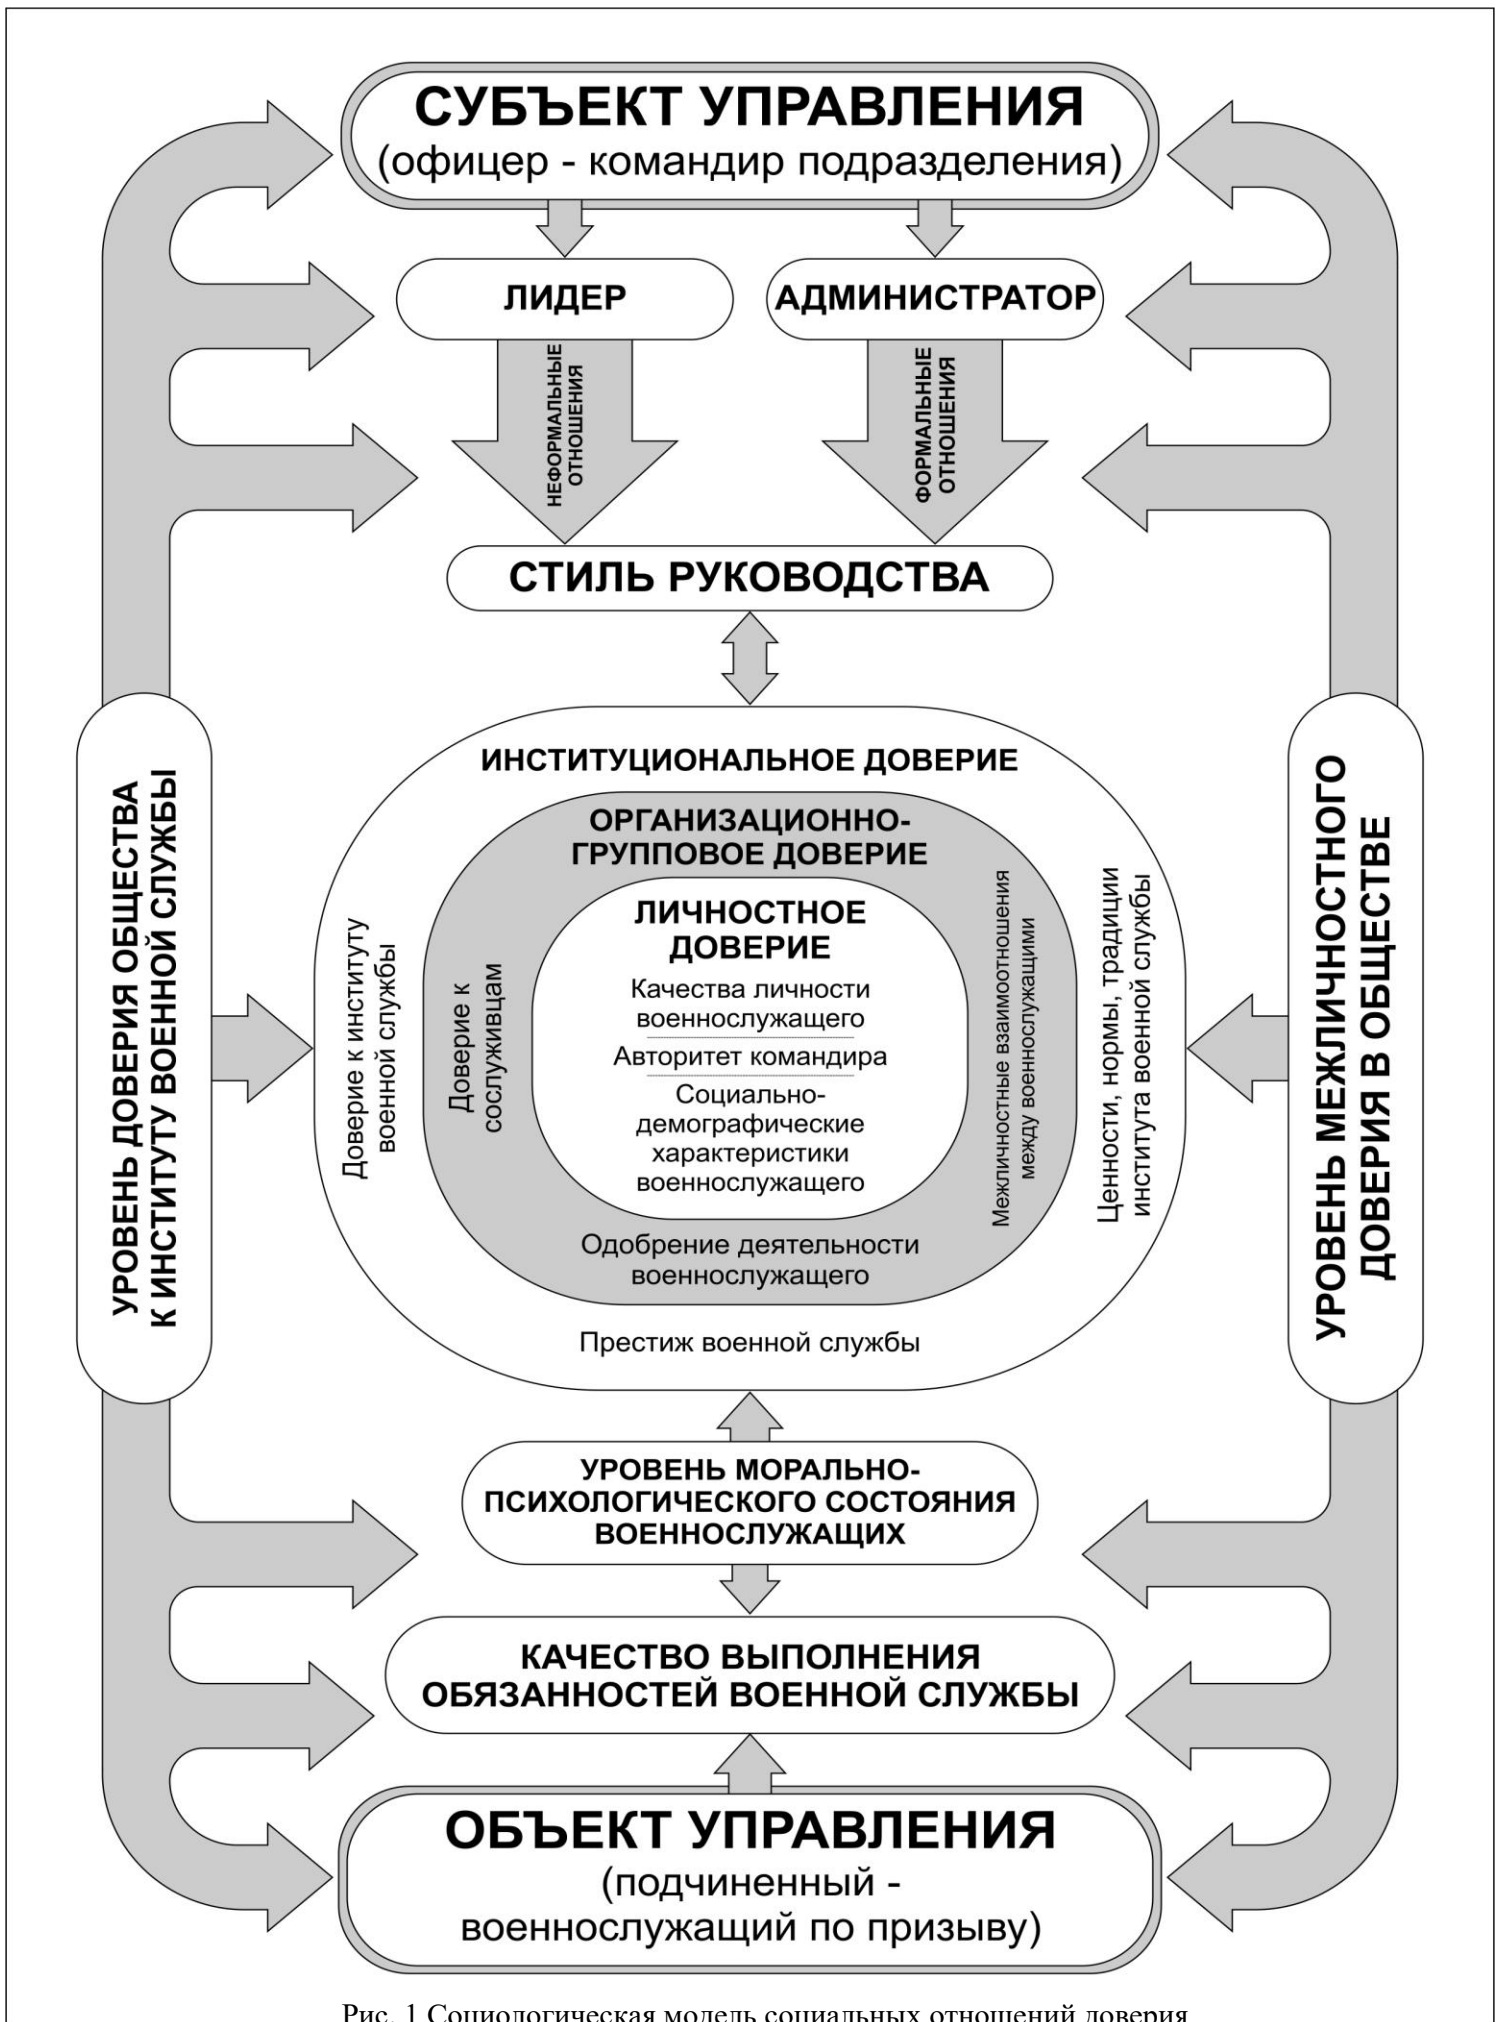 СУБЪЕКТ УПРАВЛЕНИЯ
(офицер - командир подразделения)
ЛИДЕР
АДМИНИСТРАТОР
НЕФОРМАЛЬНЫЕ
ОТНОШЕНИЯ
ФОРМАЛЬНЫЕ
ОТНОШЕНИЯ
СТИЛЬ РУКОВОДСТВА
УРОВЕНЬ ДОВЕРИЯ ОБЩЕСТВА
К ИНСТИТУТУ ВОЕННОЙ СЛУЖБЫ
ИНСТИТУЦИОНАЛЬНОЕ ДОВЕРИЕ
ОРГАНИЗАЦИОННО-
ГРУППОВОЕ ДОВЕРИЕ
ЛИЧНОСТНОЕ
ДОВЕРИЕ
Качества личности
военнослужащего
Авторитет командира
Социально-
демографические
характеристики
военнослужащего
Доверие к институту
военной службы
Доверие к
сослуживцам
Межличностные взаимоотношения
между военнослужащими
Ценности, нормы, традиции
института военной службы
Одобрение деятельности
военнослужащего
Престиж военной службы
УРОВЕНЬ МЕЖЛИЧНОСТНОГО
ДОВЕРИЯ В ОБЩЕСТВЕ
УРОВЕНЬ МОРАЛЬНО-
ПСИХОЛОГИЧЕСКОГО СОСТОЯНИЯ
ВОЕННОСЛУЖАЩИХ
КАЧЕСТВО ВЫПОЛНЕНИЯ
ОБЯЗАННОСТЕЙ ВОЕННОЙ СЛУЖБЫ
ОБЪЕКТ УПРАВЛЕНИЯ
(подчиненный -
военнослужащий по призыву)
Рис. 1 Социологическая модель социальных отношений доверия